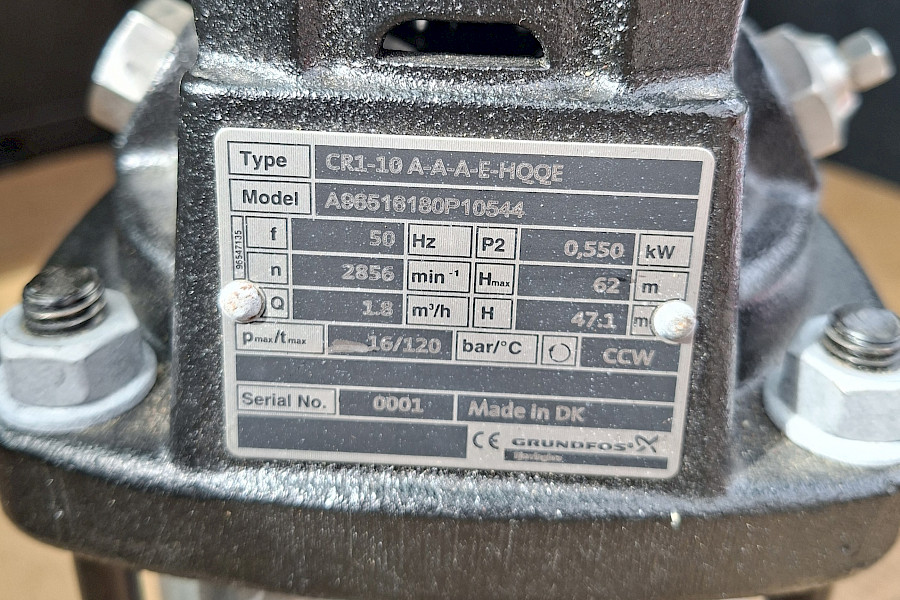 Type CR1-10 A-A-A-E-HQQE
Model A96516180P10544
96547135
f 50 Hz P2 0,550 kW
n 2856 min⁻¹ Hmax 62 m
Q 1.8 m³/h H 47.1 m
pmax/tmax 16/120 bar/°C CCW
Serial No. 0001 Made in DK
CE GRUNDFOS